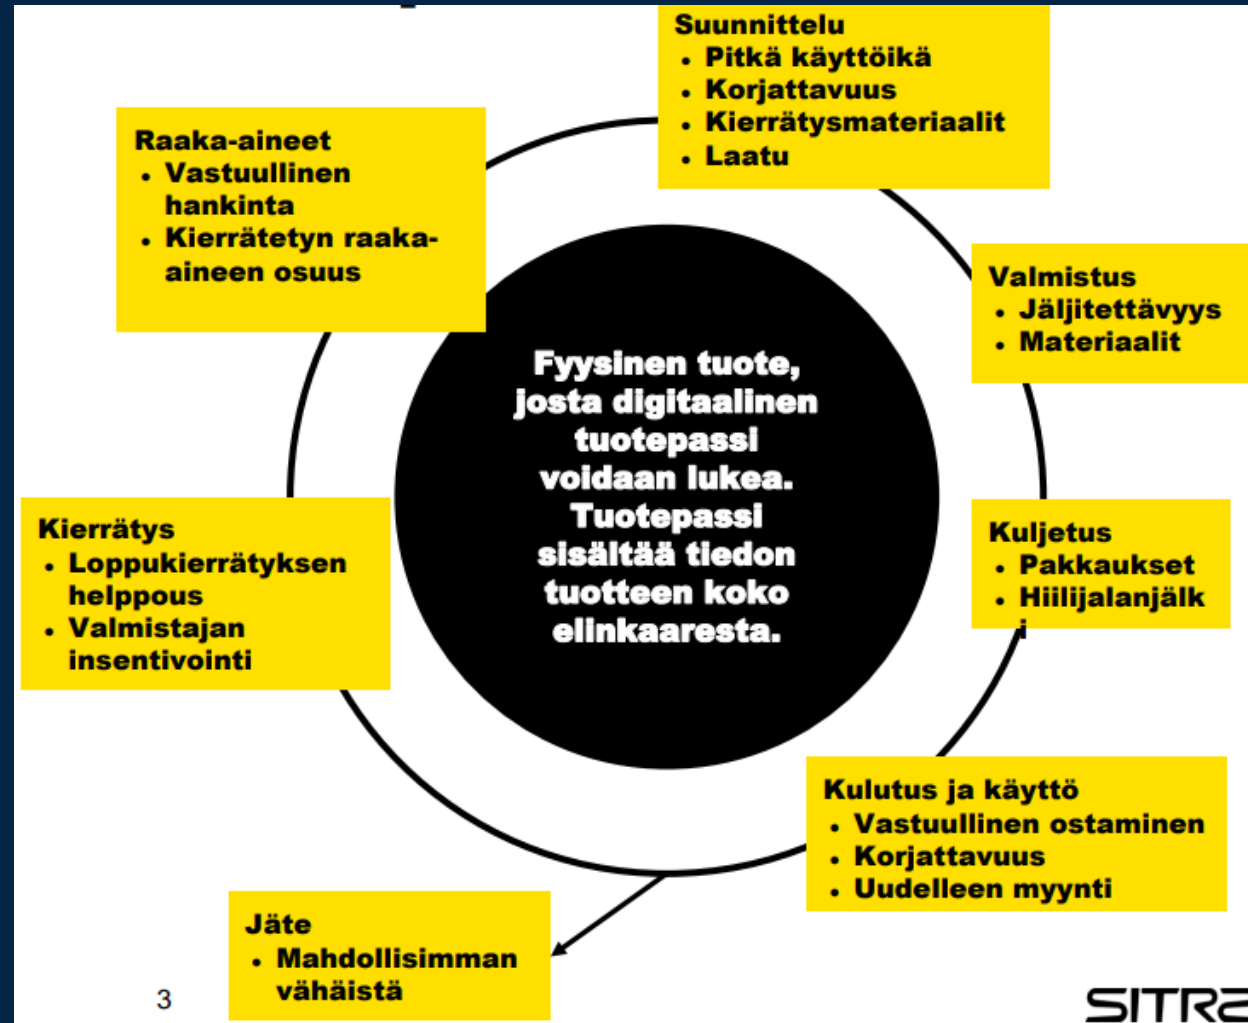 Suunnittelu
• Pitkä käyttöikä
• Korjattavuus
• Kierrätysmateriaalit
• Laatu
Raaka-aineet
• Vastuullinen
hankinta
• Kierrätetyn raaka-
aineen osuus
Valmistus
• Jäljitettävyys
• Materiaalit
Fyysinen tuote,
josta digitaalinen
tuotepassi
voidaan lukea.
Tuotepassi
sisältää tiedon
tuotteen koko
elinkaaresta.
Kierrätys
• Loppukierrätyksen
helppous
• Valmistajan
insentivointi
Kuljetus
• Pakkaukset
• Hiilijalanjälk
i
Kulutus ja käyttö
• Vastuullinen ostaminen
• Korjattavuus
• Uudelleen myynti
Jäte
• Mahdollisimman
vähäistä
3
SITRA